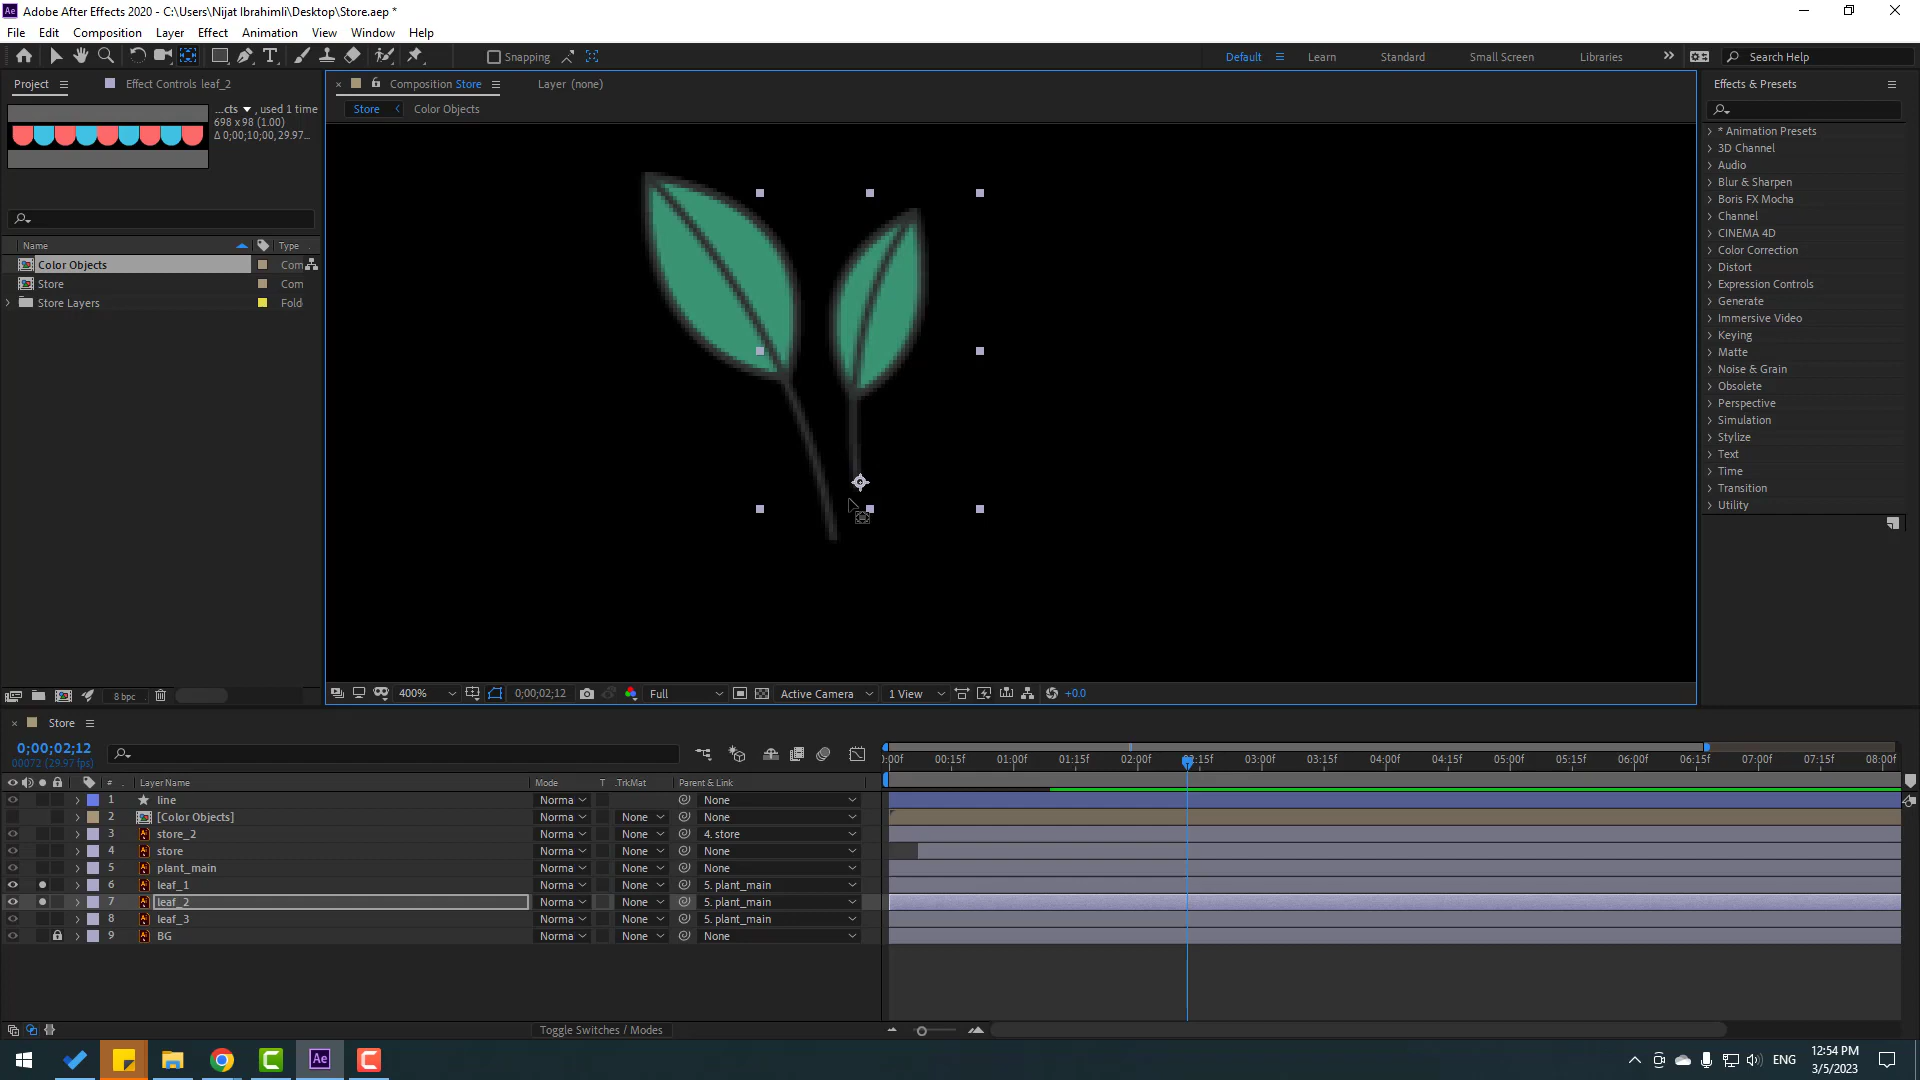 Adobe After Effects 2020 - C:\Users\Nijat Ibrahimli\Desktop\Store.aep *
File Edit Composition Layer Effect Animation View Window Help
Snapping Default Learn Standard Small Screen Libraries Search Help
Project Effect Controls leaf_2
...cts , used 1 time
698 x 98 (1.00)
Δ 0;00;10;00, 29.97...
Name Type
Color Objects Com
Store Com
Store Layers Fold
8 bpc
Composition Store Layer (none)
Store Color Objects
400% 0;00;02;12 Full Active Camera 1 View +0.0
Effects & Presets
* Animation Presets
3D Channel
Audio
Blur & Sharpen
Boris FX Mocha
Channel
CINEMA 4D
Color Correction
Distort
Expression Controls
Generate
Immersive Video
Keying
Matte
Noise & Grain
Obsolete
Perspective
Simulation
Stylize
Text
Time
Transition
Utility
Store
0;00;02;12
00072 (29.97 fps)
# Layer Name Mode T .TrkMat Parent & Link
):00f 00:15f 01:00f 01:15f 02:00f 02:15f 03:00f 03:15f 04:00f 04:15f 05:00f 05:15f 06:00f 06:15f 07:00f 07:15f 08:00f
1 line Norma None
2 [Color Objects] Norma None None
3 store_2 Norma None 4. store
4 store Norma None None
5 plant_main Norma None None
6 leaf_1 Norma None 5. plant_main
7 leaf_2 Norma None 5. plant_main
8 leaf_3 Norma None 5. plant_main
9 BG Norma None None
Toggle Switches / Modes
ENG 12:54 PM
3/5/2023